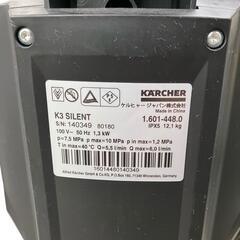 KÄRCHER
ケルヒャー ジャパン株式会社
Made in China
K3 SILENT
1.601-448.0
S/N: 140349 80180
IPX5 12,1 kg
100 V~ 50 Hz 1,3 kW
p=7,5 MPa p max=10 MPa p in max=1,2 MPa
T in max=40 °C Q=5,5 l/min Q max=6,0 l/min
16014480140349
Alfred Kärcher GmbH & Co. KG, P.O.Box 160, 71349 Winnenden, Germany